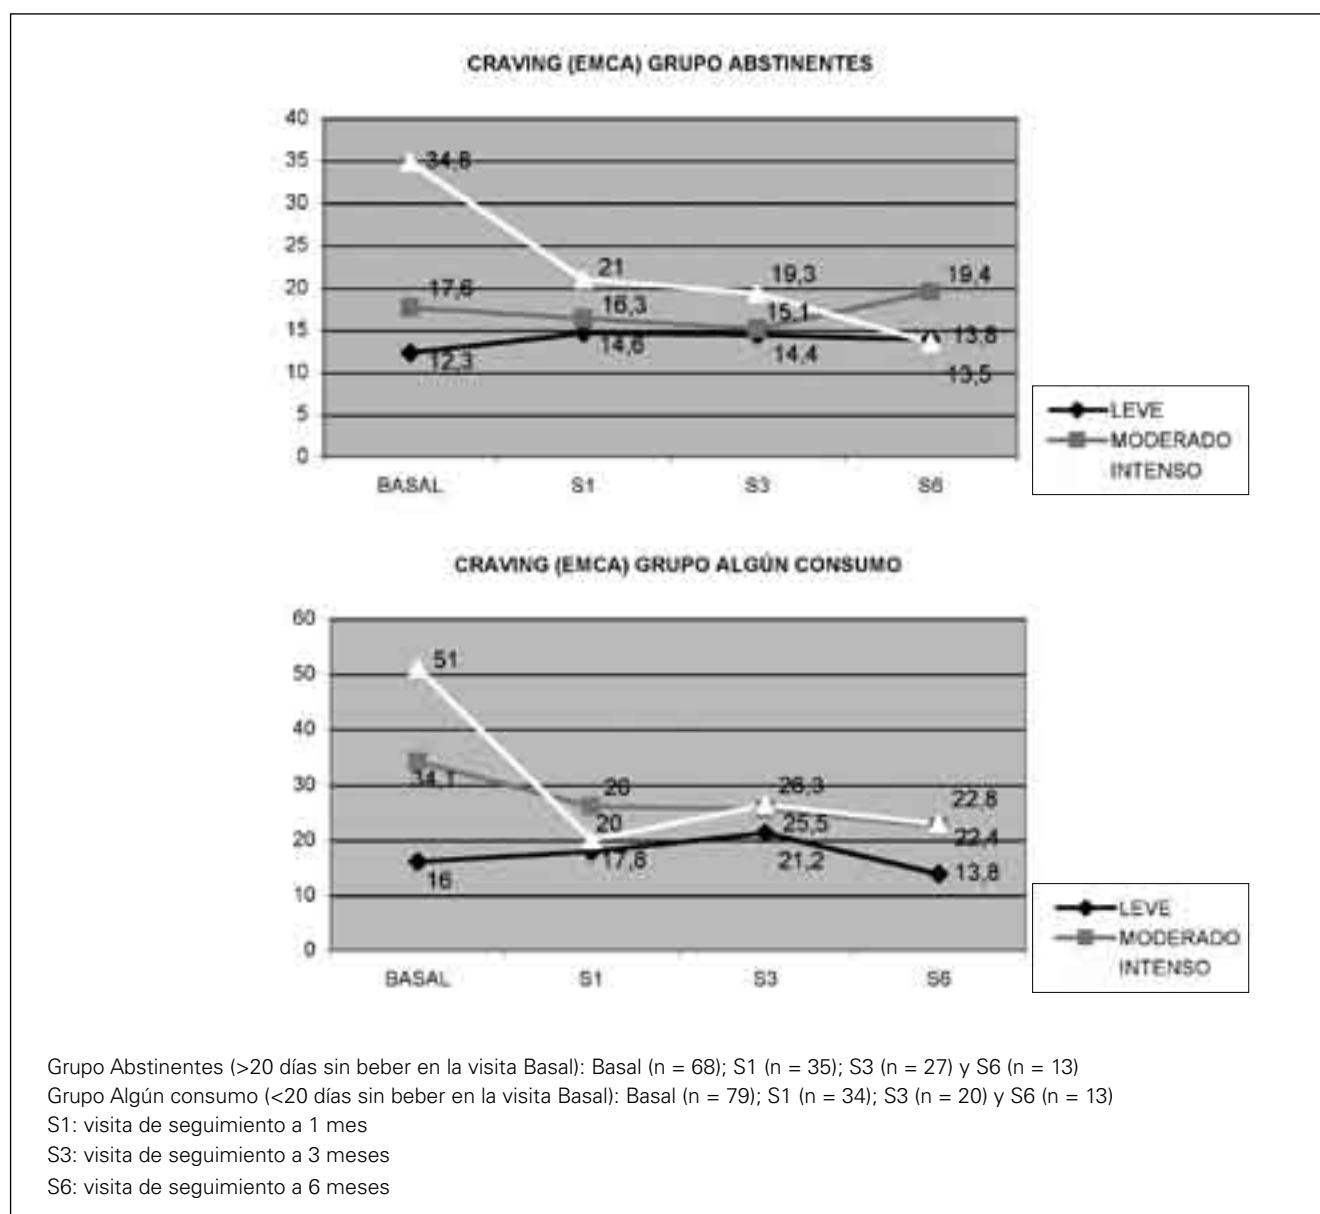 CRAVING (EMCA) GRUPO ABSTINENTES
40
35
30
25
20
15
10
5
0
34,8
21
19,3
19,4
17,6
16,3
15,1
13,8
12,3
14,6
14,4
13,5
BASAL S1 S3 S6
LEVE
MODERADO
INTENSO
CRAVING (EMCA) GRUPO ALGÚN CONSUMO
60
50
40
30
20
10
0
51
34,1
26
26,3
22,8
20
25,5
22,4
16
17,8
21,2
13,8
BASAL S1 S3 S6
LEVE
MODERADO
INTENSO
Grupo Abstinentes (>20 días sin beber en la visita Basal): Basal (n = 68); S1 (n = 35); S3 (n = 27) y S6 (n = 13)
Grupo Algún consumo (<20 días sin beber en la visita Basal): Basal (n = 79); S1 (n = 34); S3 (n = 20) y S6 (n = 13)
S1: visita de seguimiento a 1 mes
S3: visita de seguimiento a 3 meses
S6: visita de seguimiento a 6 meses